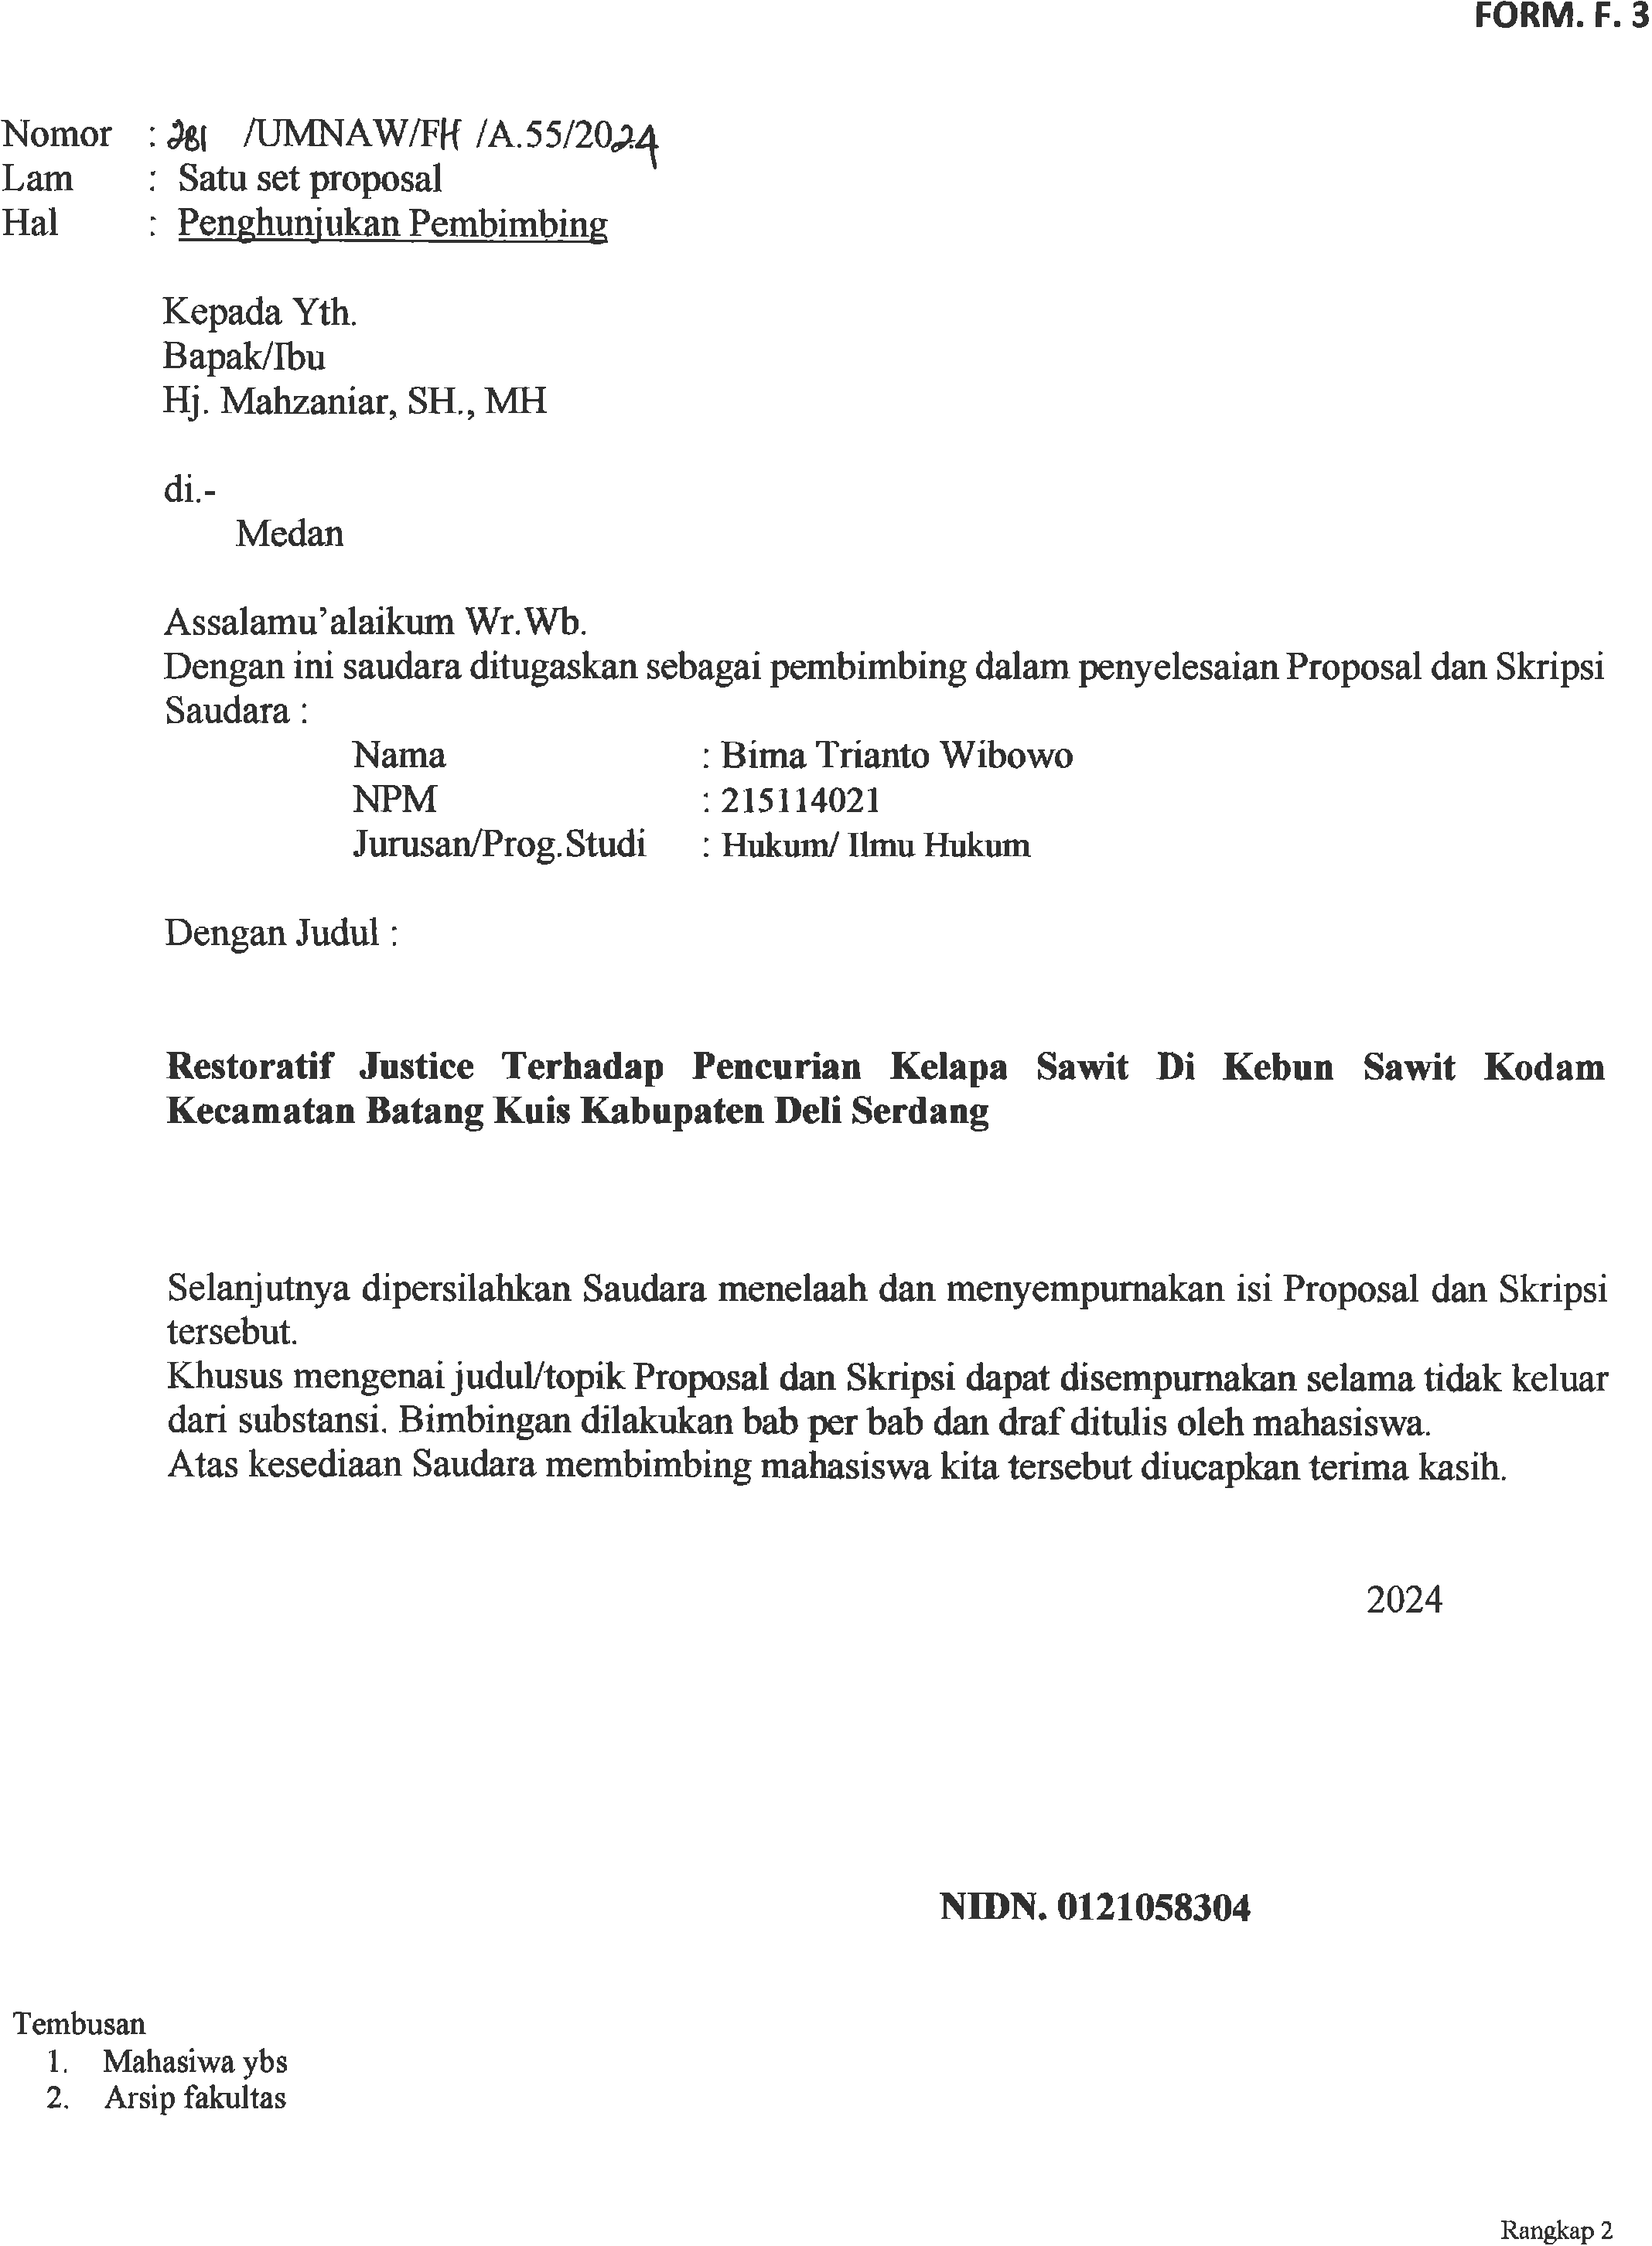 FORM. F. 3
Nomor : 281 /UMNAW/FH /A.55/2024
Lam : Satu set proposal
Hal : Penghunjukan Pembimbing
Kepada Yth.
Bapak/Ibu
Hj. Mahzaniar, SH., MH
di.-
Medan
Assalamu'alaikum Wr.Wb.
Dengan ini saudara ditugaskan sebagai pembimbing dalam penyelesaian Proposal dan Skripsi
Saudara :
Nama : Bima Trianto Wibowo
NPM : 215114021
Jurusan/Prog.Studi : Hukum/ Ilmu Hukum
Dengan Judul :
Restoratif Justice Terhadap Pencurian Kelapa Sawit Di Kebun Sawit Kodam
Kecamatan Batang Kuis Kabupaten Deli Serdang
Selanjutnya dipersilahkan Saudara menelaah dan menyempurnakan isi Proposal dan Skripsi
tersebut.
Khusus mengenai judul/topik Proposal dan Skripsi dapat disempurnakan selama tidak keluar
dari substansi. Bimbingan dilakukan bab per bab dan draf ditulis oleh mahasiswa.
Atas kesediaan Saudara membimbing mahasiswa kita tersebut diucapkan terima kasih.
2024
NIDN. 0121058304
Tembusan
1. Mahasiwa ybs
2. Arsip fakultas
Rangkap 2